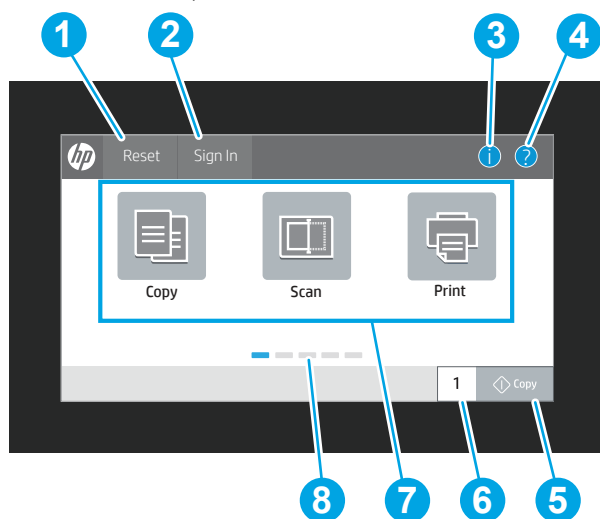 1 2 3 4
hp Reset Sign In i ?
Copy Scan Print
1 Copy
8 7 6 5